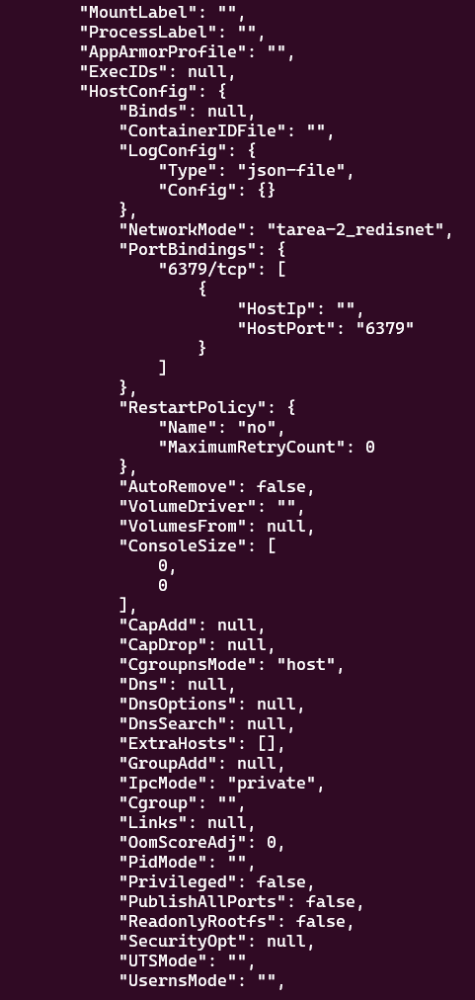 "MountLabel": "",
"ProcessLabel": "",
"AppArmorProfile": "",
"ExecIDs": null,
"HostConfig": {
"Binds": null,
"ContainerIDFile": "",
"LogConfig": {
"Type": "json-file",
"Config": {}
},
"NetworkMode": "tarea-2_redisnet",
"PortBindings": {
"6379/tcp": [
{
"HostIp": "",
"HostPort": "6379"
}
]
},
"RestartPolicy": {
"Name": "no",
"MaximumRetryCount": 0
},
"AutoRemove": false,
"VolumeDriver": "",
"VolumesFrom": null,
"ConsoleSize": [
0,
0
],
"CapAdd": null,
"CapDrop": null,
"CgroupnsMode": "host",
"Dns": null,
"DnsOptions": null,
"DnsSearch": null,
"ExtraHosts": [],
"GroupAdd": null,
"IpcMode": "private",
"Cgroup": "",
"Links": null,
"OomScoreAdj": 0,
"PidMode": "",
"Privileged": false,
"PublishAllPorts": false,
"ReadonlyRootfs": false,
"SecurityOpt": null,
"UTSMode": "",
"UsernsMode": "",